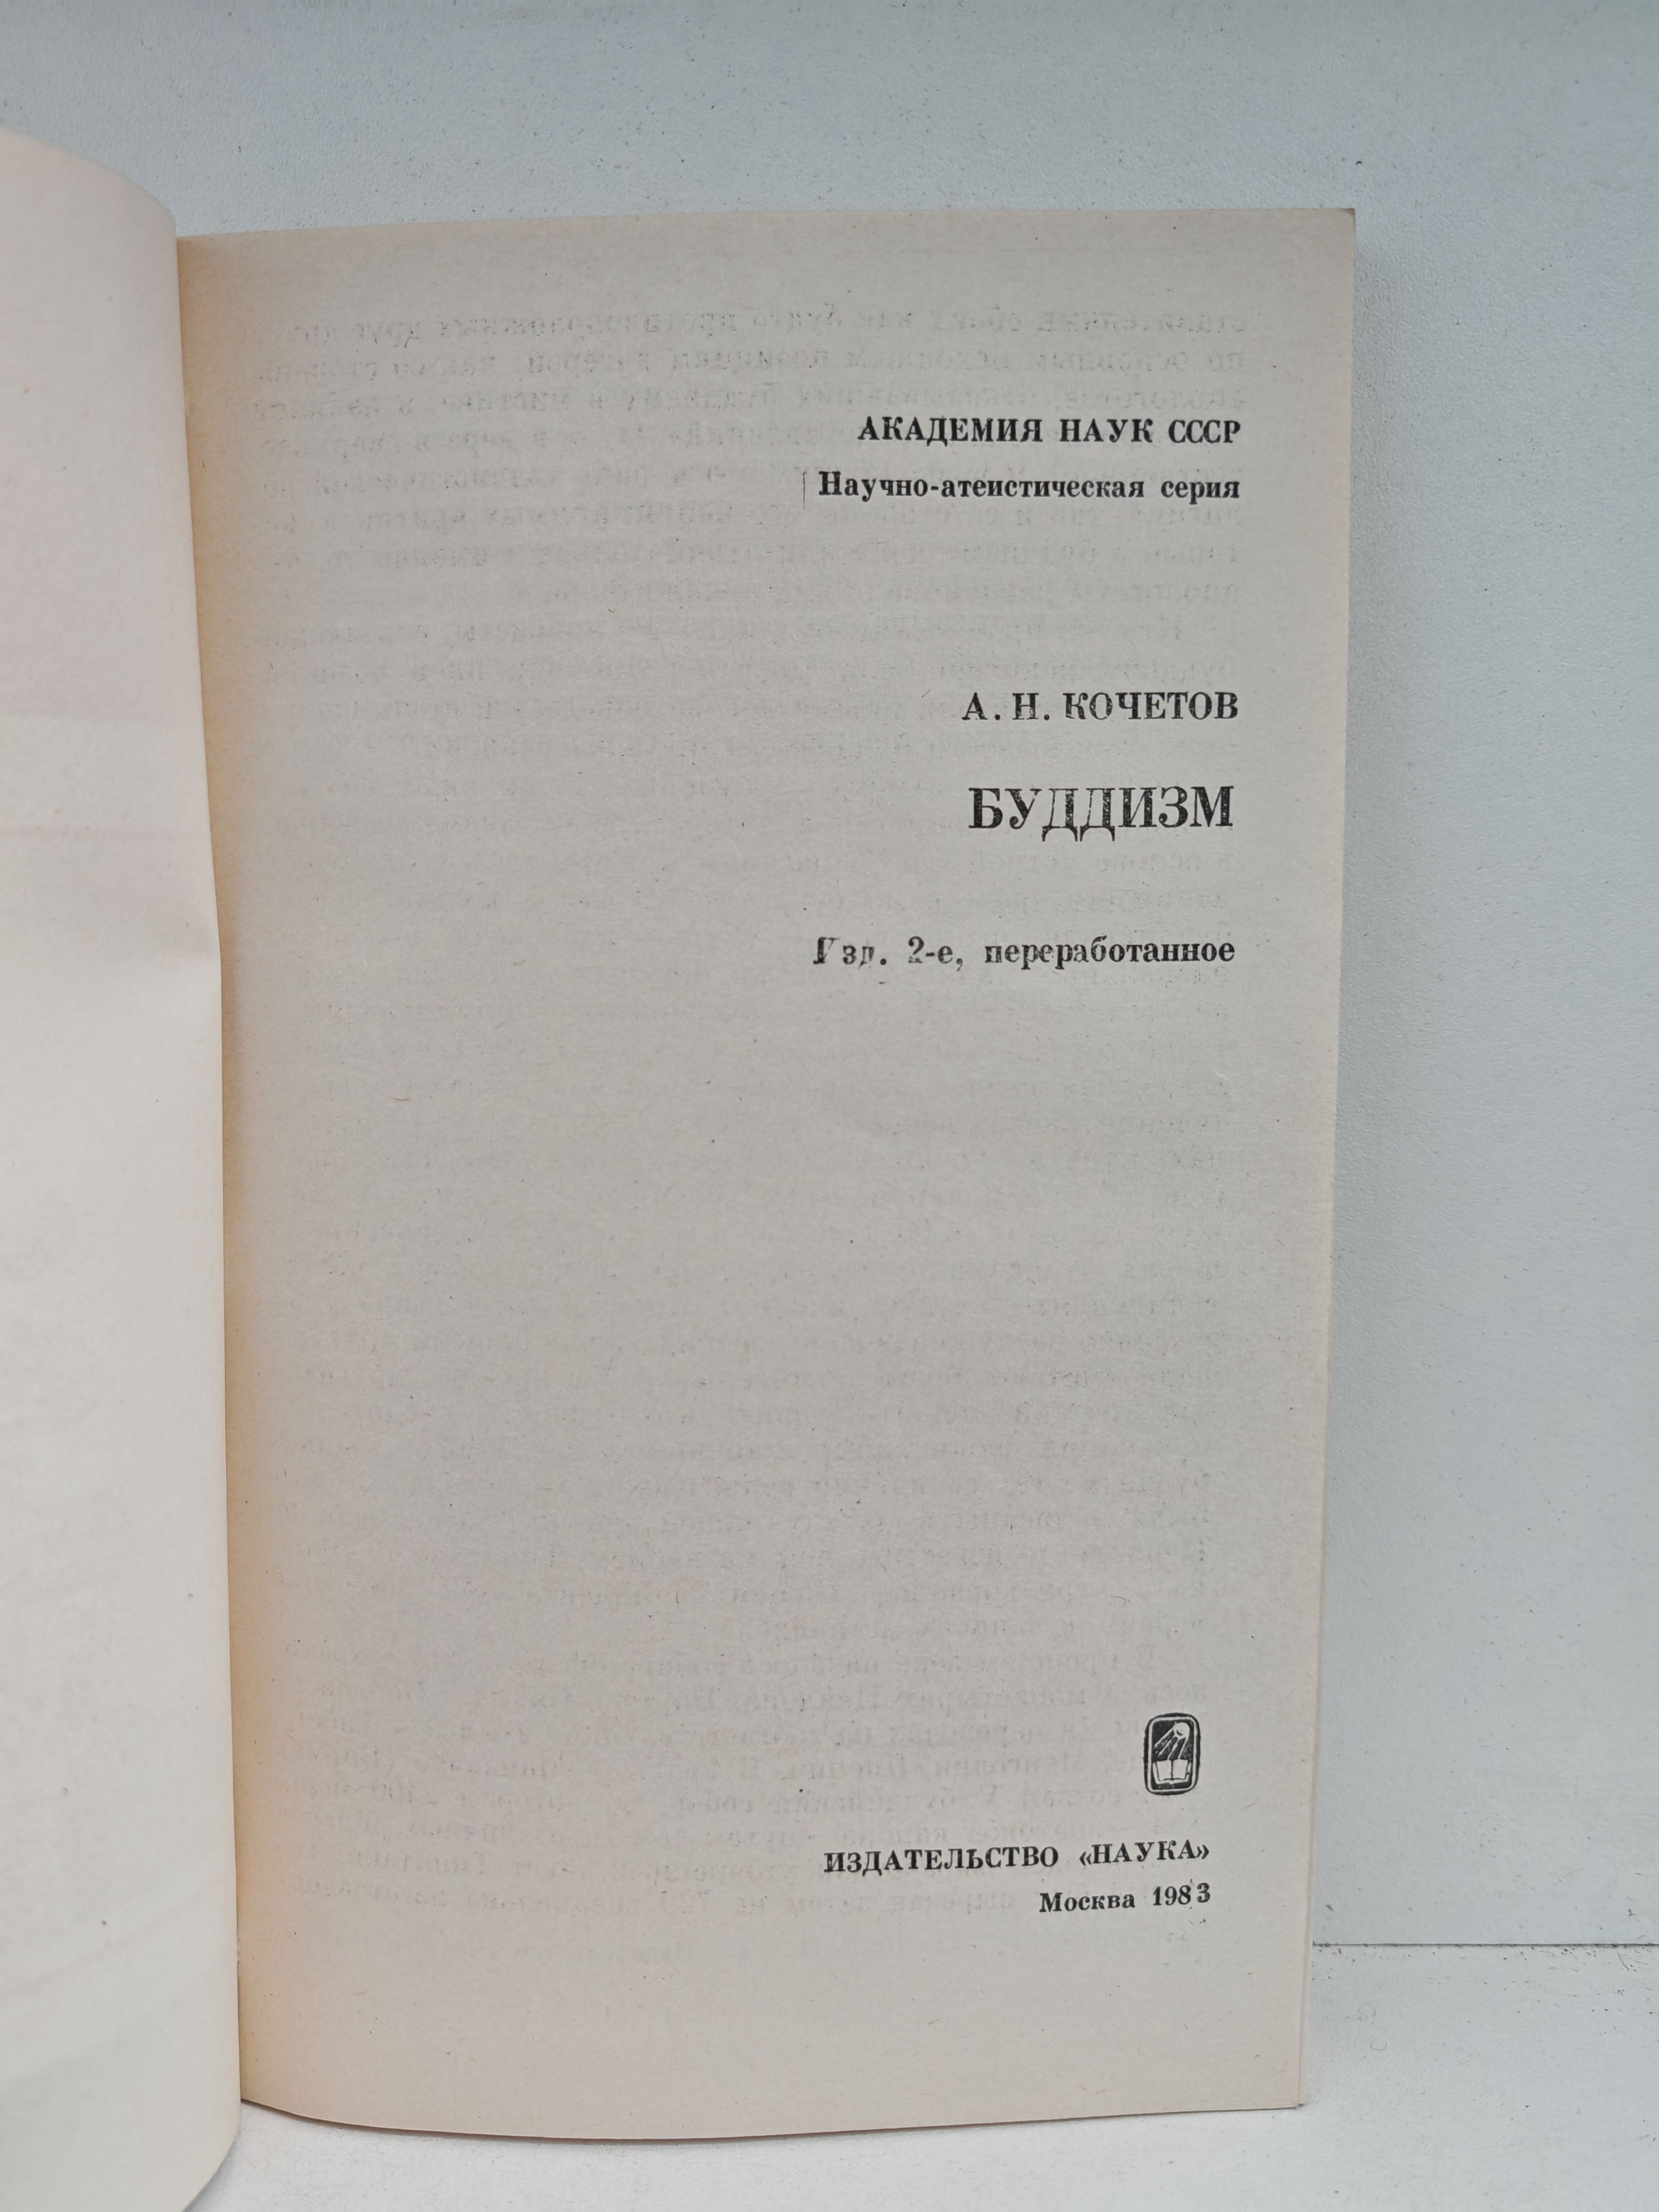 АКАДЕМИЯ НАУК СССР
Научно-атеистическая серия
А. Н. КОЧЕТОВ
БУДДИЗМ
Изд. 2-е, переработанное
ИЗДАТЕЛЬСТВО «НАУКА»
Москва 1983